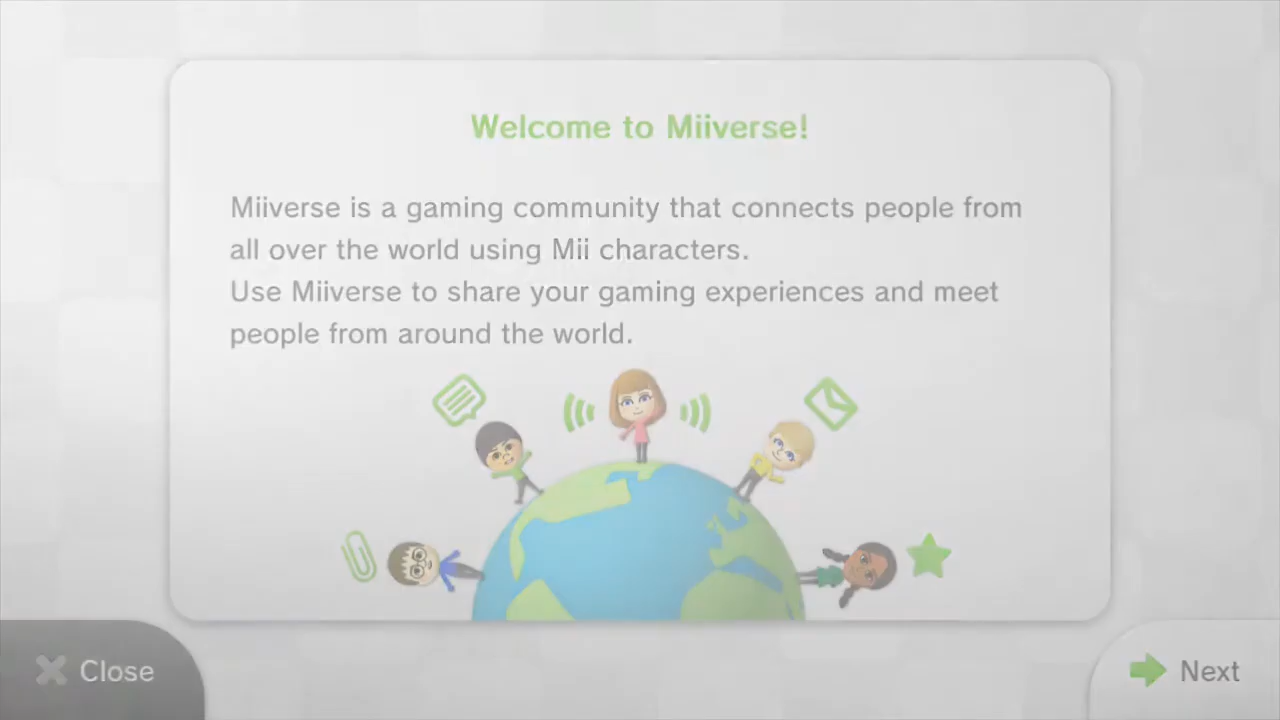 Welcome to Miiverse!
Miiverse is a gaming community that connects people from
all over the world using Mii characters.
Use Miiverse to share your gaming experiences and meet
people from around the world.
Close
Next